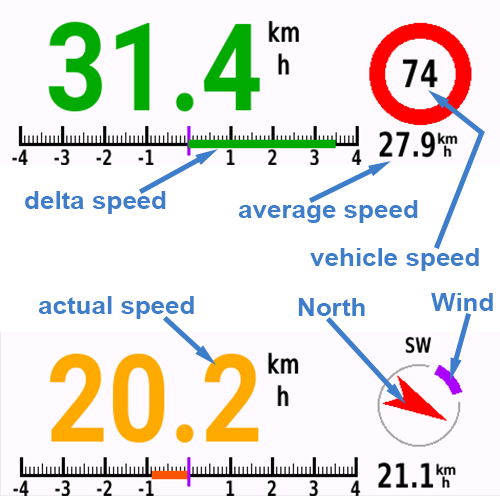 31.4 km
h
74
-4 -3 -2 -1 1 2 3 4
27.9 km
h
delta speed
average speed
vehicle speed
actual speed
North
Wind
20.2 km
h
SW
-4 -3 -2 -1 0 1 2 3 4
21.1 km
h